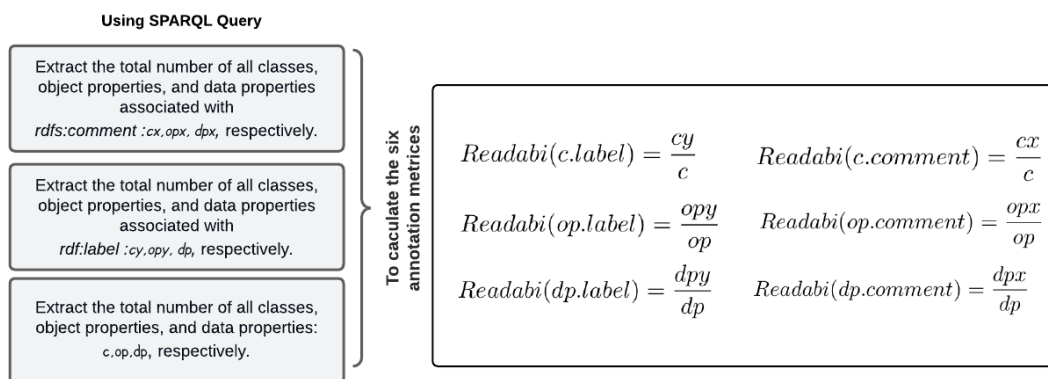 Using SPARQL Query
Extract the total number of all classes,
object properties, and data properties
associated with
rdfs:comment :cx,opx, dpx, respectively.
Extract the total number of all classes,
object properties, and data properties
associated with
rdf:label :cy,opy, dp, respectively.
Extract the total number of all classes,
object properties, and data properties:
c,op,dp, respectively.
To caculate the six
annotation metrices
Readabi(c.label) = cy/c
Readabi(c.comment) = cx/c
Readabi(op.label) = opy/op
Readabi(op.comment) = opx/op
Readabi(dp.label) = dpy/dp
Readabi(dp.comment) = dpx/dp